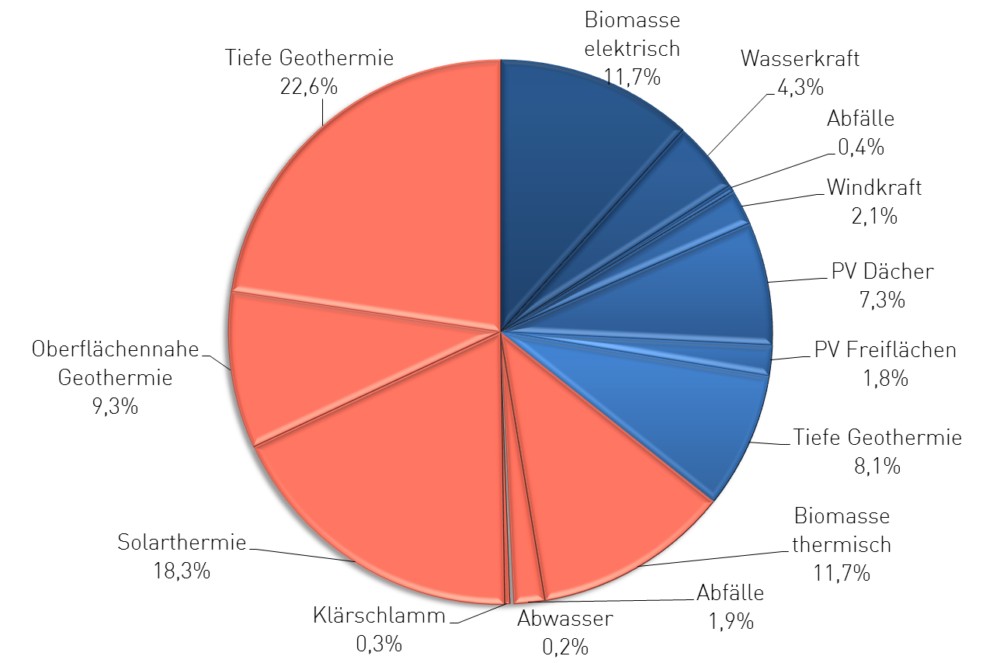 Biomasse
elektrisch
11,7%
Wasserkraft
4,3%
Abfälle
0,4%
Windkraft
2,1%
PV Dächer
7,3%
PV Freiflächen
1,8%
Tiefe Geothermie
8,1%
Biomasse
thermisch
11,7%
Abfälle
1,9%
Abwasser
0,2%
Klärschlamm
0,3%
Solarthermie
18,3%
Oberflächennahe
Geothermie
9,3%
Tiefe Geothermie
22,6%